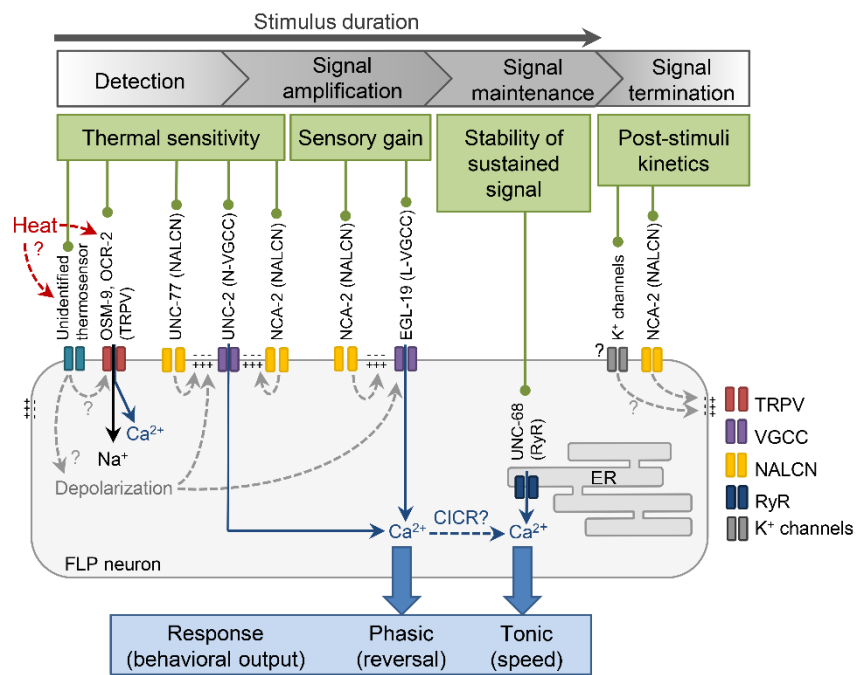 Stimulus duration
Detection
Signal
amplification
Signal
maintenance
Signal
termination
Thermal sensitivity
Sensory gain
Stability of
sustained
signal
Post-stimuli
kinetics
Heat
?
Unidentified
thermosensor
OSM-9, OCR-2
(TRPV)
UNC-77 (NALCN)
UNC-2 (N-VGCC)
NCA-2 (NALCN)
NCA-2 (NALCN)
EGL-19 (L-VGCC)
UNC-68
(RyR)
?
K⁺ channels
NCA-2 (NALCN)
- - -
+++
- - -
+++
- - -
+++
+++
- - -
- - -
+++
?
?
?
Ca²⁺
Na⁺
Depolarization
ER
Ca²⁺
CICR?
Ca²⁺
FLP neuron
TRPV
VGCC
NALCN
RyR
K⁺ channels
Response
(behavioral output)
Phasic
(reversal)
Tonic
(speed)